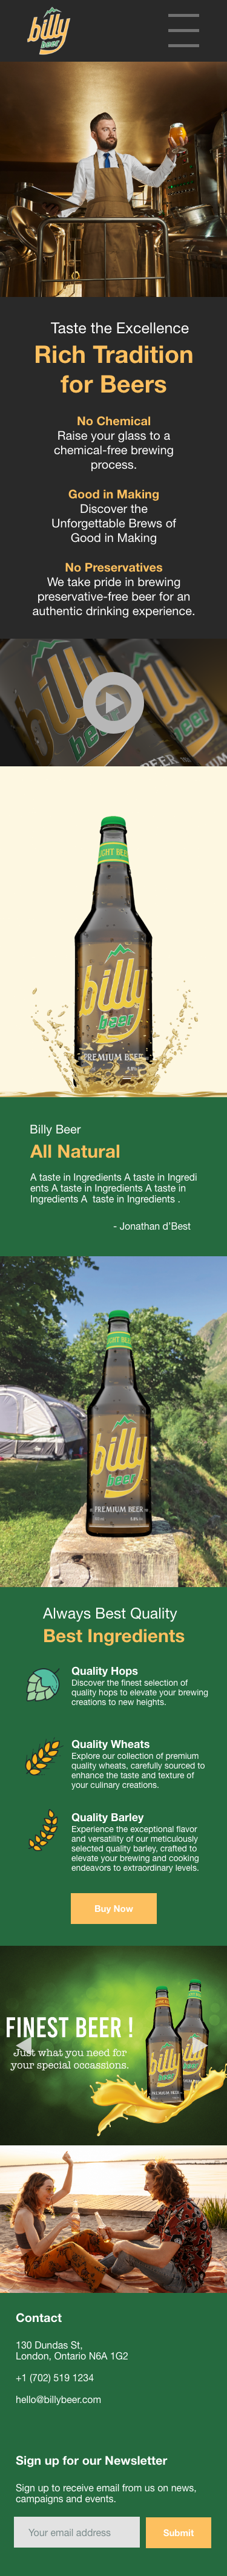 billy
beer
Taste the Excellence
Rich Tradition
for Beers
No Chemical
Raise your glass to a
chemical-free brewing
process.
Good in Making
Discover the
Unforgettable Brews of
Good in Making
No Preservatives
We take pride in brewing
preservative-free beer for an
authentic drinking experience.
billy
beer
beer
billy
beer
PREMIUM BEER
Billy Beer
All Natural
A taste in Ingredients A taste in Ingredi
ents A taste in Ingredients A taste in
Ingredients A  taste in Ingredients .
- Jonathan d'Best
billy
beer
PREMIUM BEER
Always Best Quality
Best Ingredients
Quality Hops
Discover the finest selection of
quality hops to elevate your brewing
creations to new heights.
Quality Wheats
Explore our collection of premium
quality wheats, carefully sourced to
enhance the taste and texture of
your culinary creations.
Quality Barley
Experience the exceptional flavor
and versatility of our meticulously
selected quality barley, crafted to
elevate your brewing and cooking
endeavors to extraordinary levels.
Buy Now
FINEST BEER !
Just what you need for
your special occassions.
billy
beer
billy
beer
Contact
130 Dundas St,
London, Ontario N6A 1G2
+1 (702) 519 1234
hello@billybeer.com
Sign up for our Newsletter
Sign up to receive email from us on news,
campaigns and events.
Your email address
Submit